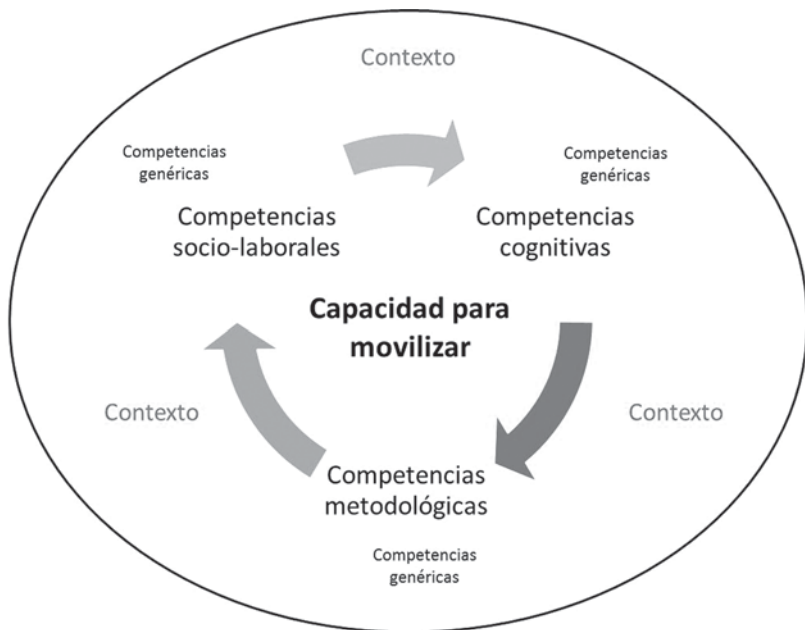 Contexto
Competencias
genéricas
Competencias
genéricas
Competencias
socio-laborales
Competencias
cognitivas
Capacidad para
movilizar
Contexto
Contexto
Competencias
metodológicas
Competencias
genéricas